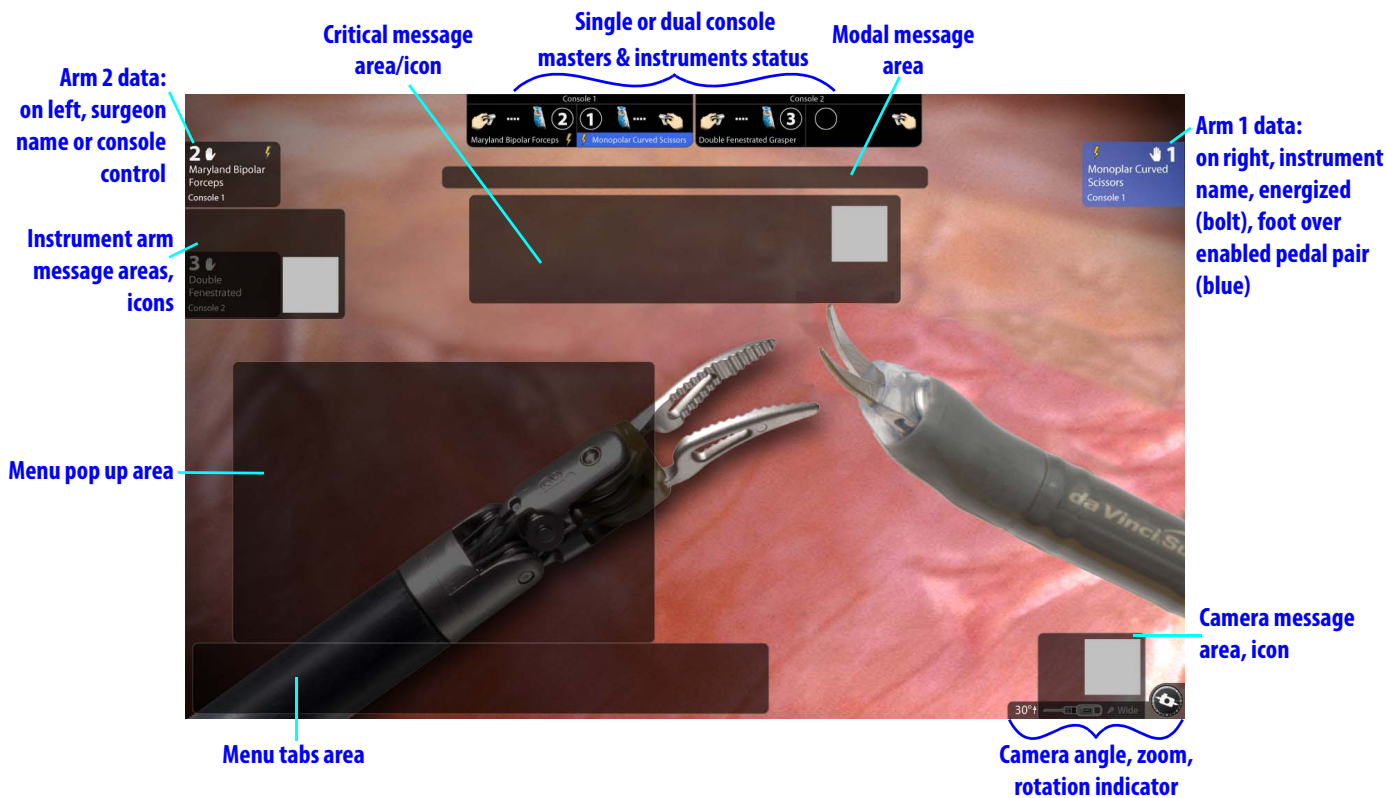 Single or dual console
masters & instruments status
Critical message
area/icon
Modal message
area
Arm 2 data:
on left, surgeon
name or console
control
Console 1
Console 2
2 1
3
Maryland Bipolar Forceps
Monopolar Curved Scissors
Double Fenestrated Grasper
2
Maryland Bipolar
Forceps
Console 1
1
Monoplar Curved
Scissors
Console 1
Arm 1 data:
on right, instrument
name, energized
(bolt), foot over
enabled pedal pair
(blue)
Instrument arm
message areas,
icons
3
Double
Fenestrated
Console 2
Menu pop up area
da Vinci.S
Camera message
area, icon
30°
Wide
Menu tabs area
Camera angle, zoom,
rotation indicator